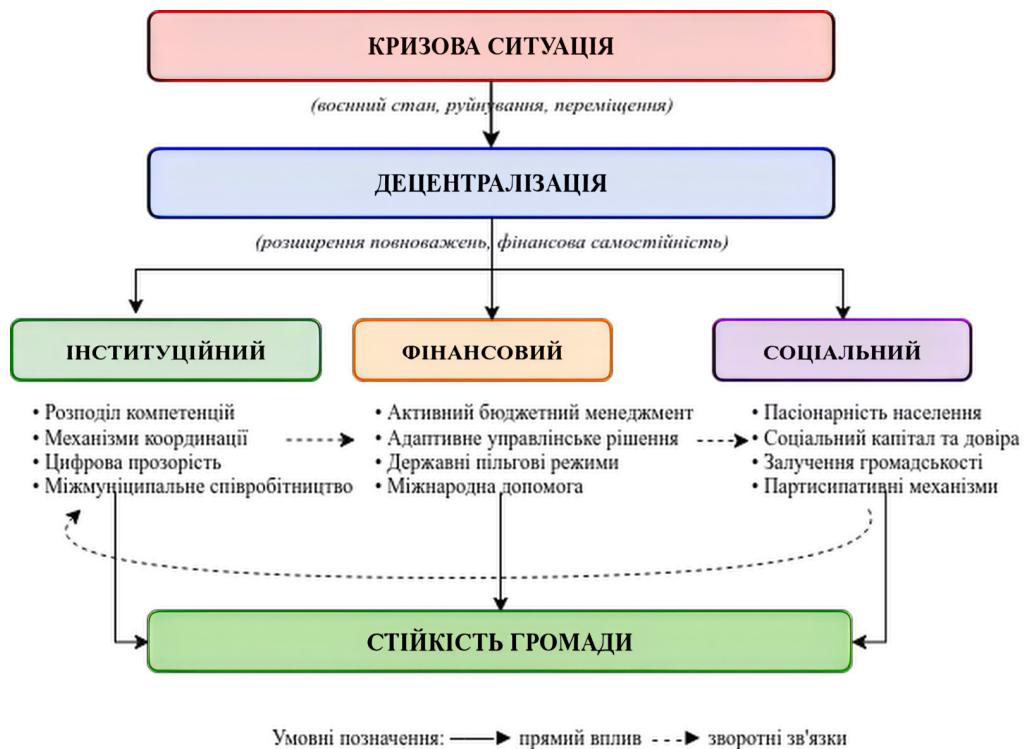 КРИЗОВА СИТУАЦІЯ
(воєнний стан, руйнування, переміщення)
ДЕЦЕНТРАЛІЗАЦІЯ
(розширення повноважень, фінансова самостійність)
ІНСТИТУЦІЙНИЙ
• Розподіл компетенцій
• Механізми координації
• Цифрова прозорість
• Міжмуніципальне співробітництво
ФІНАНСОВИЙ
• Активний бюджетний менеджмент
• Адаптивне управлінське рішення
• Державні пільгові режими
• Міжнародна допомога
СОЦІАЛЬНИЙ
• Пасіонарність населення
• Соціальний капітал та довіра
• Залучення громадськості
• Партисипативні механізми
СТІЙКІСТЬ ГРОМАДИ
Умовні позначення: прямий вплив зворотні зв'язки